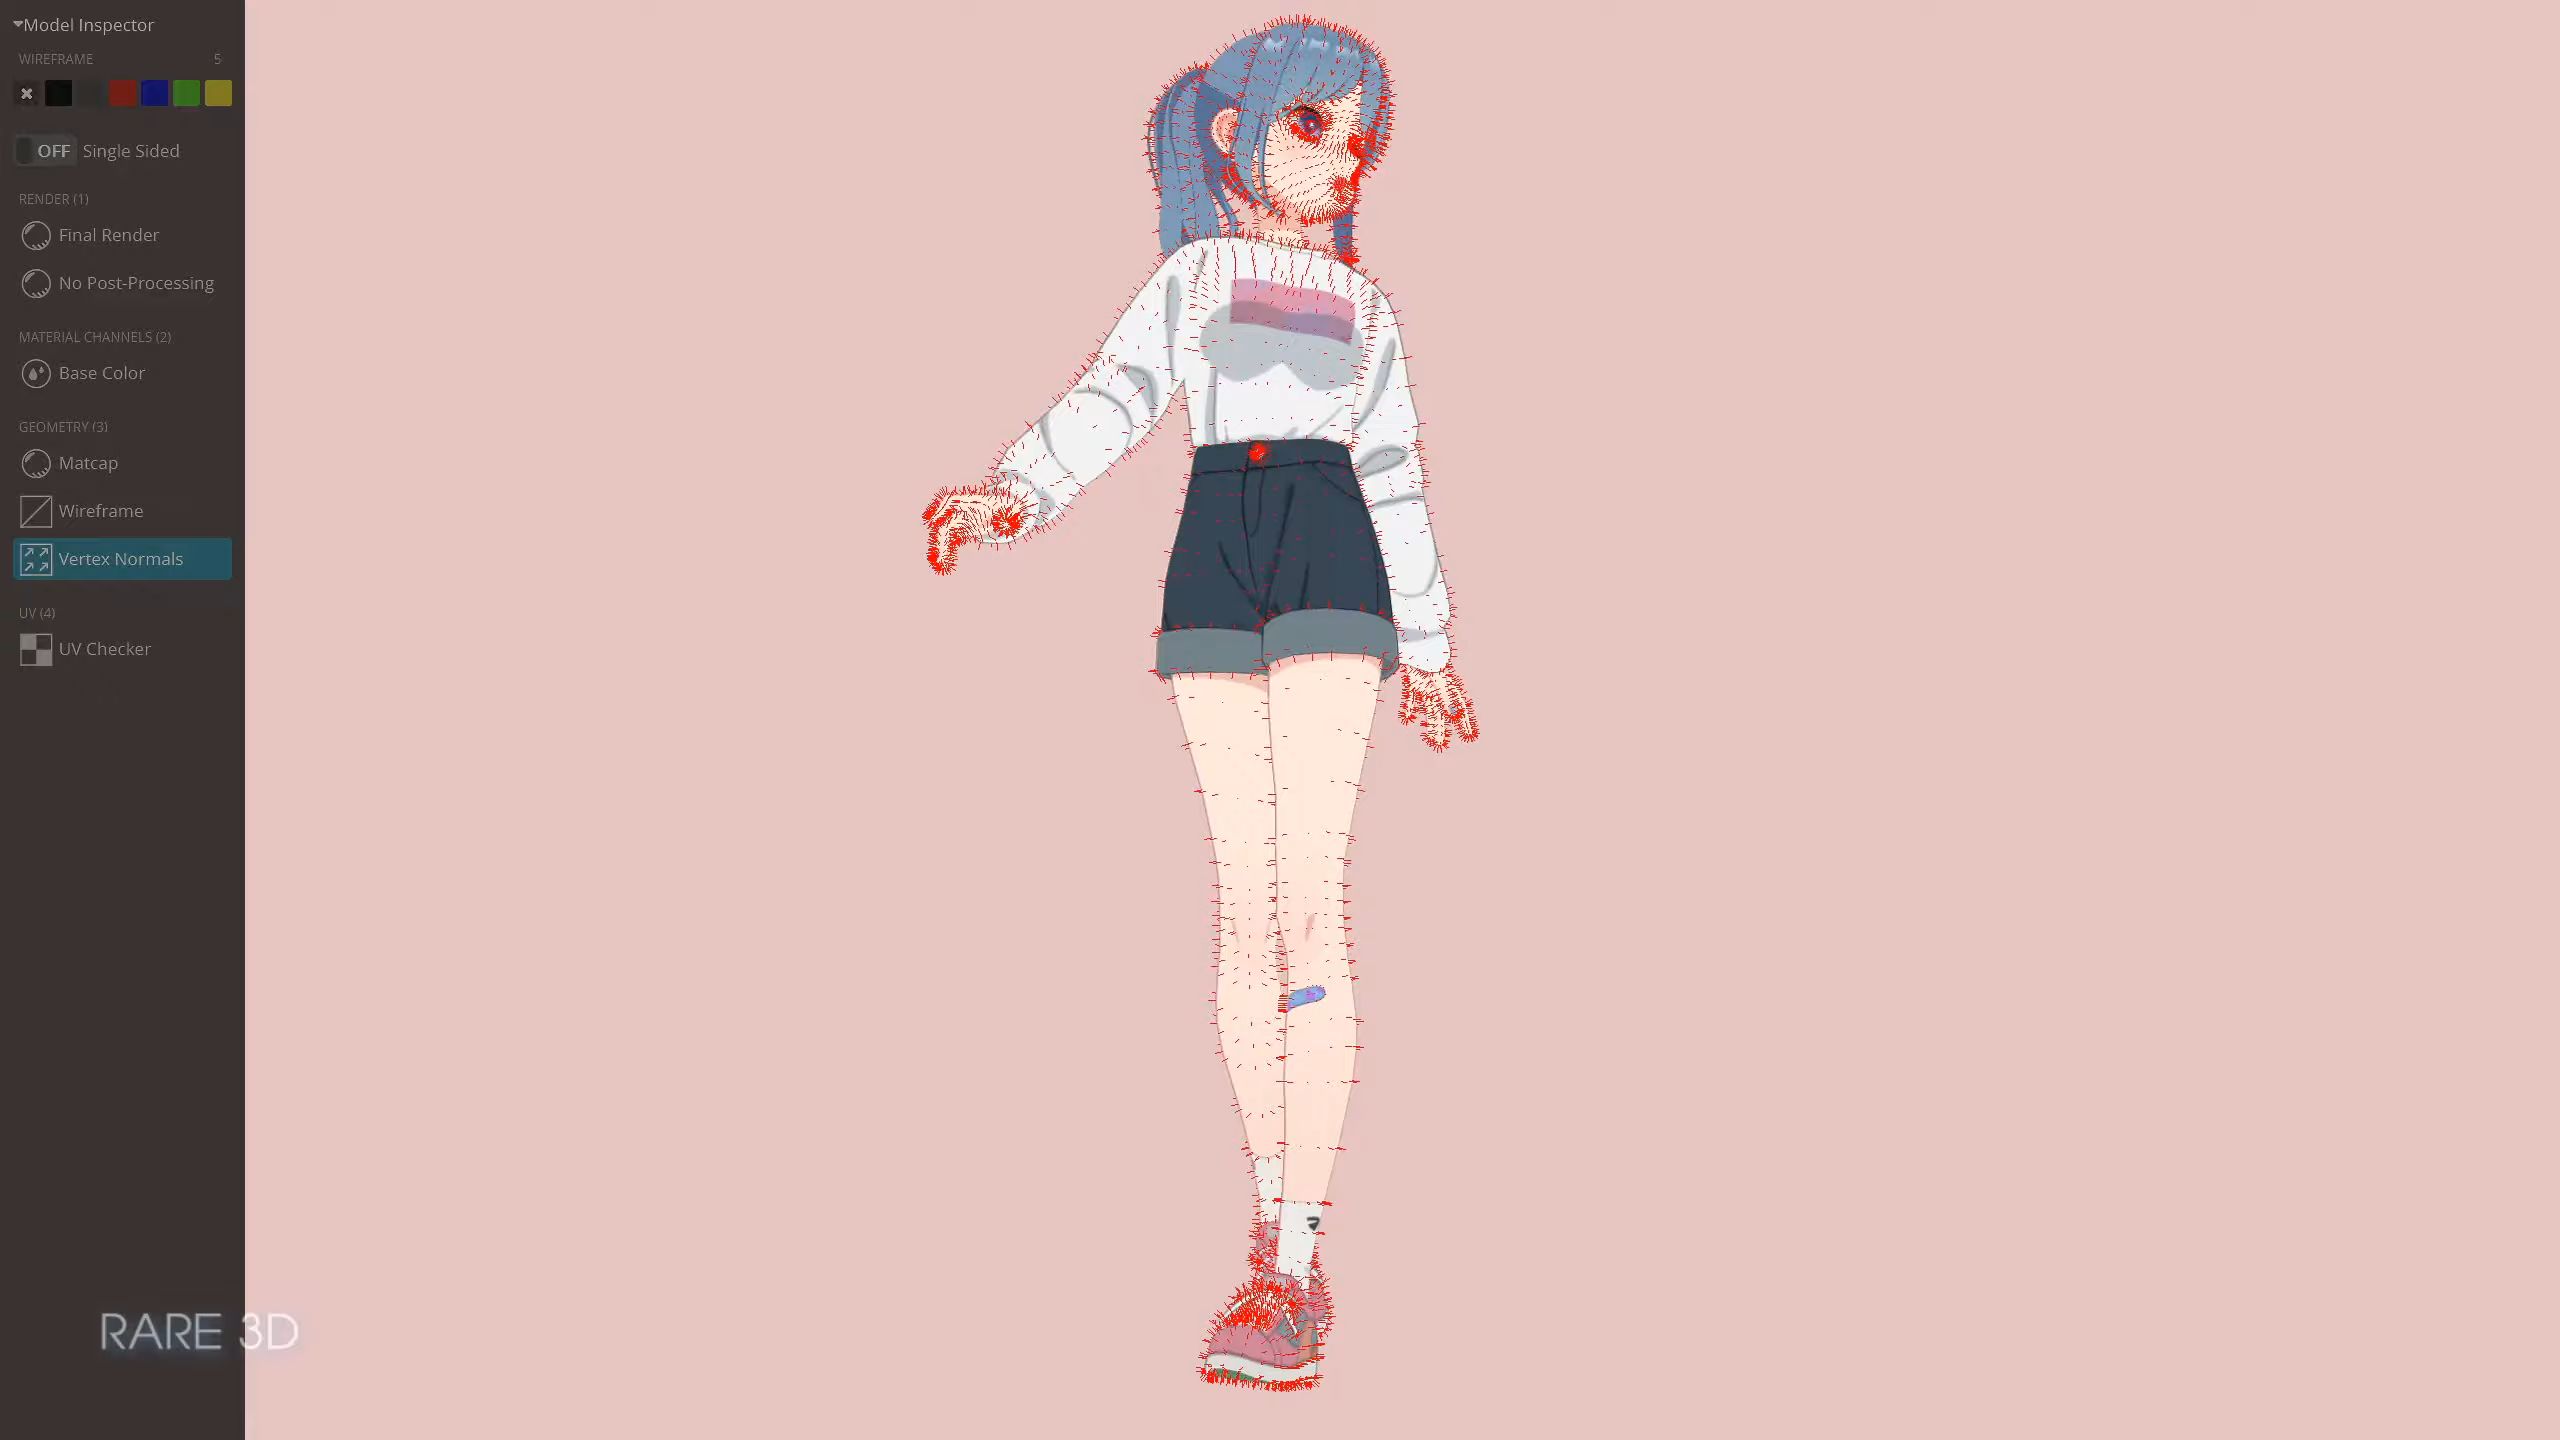 Model Inspector
WIREFRAME 5
OFF Single Sided
RENDER (1)
Final Render
No Post-Processing
MATERIAL CHANNELS (2)
Base Color
GEOMETRY (3)
Matcap
Wireframe
Vertex Normals
UV (4)
UV Checker
RARE 3D